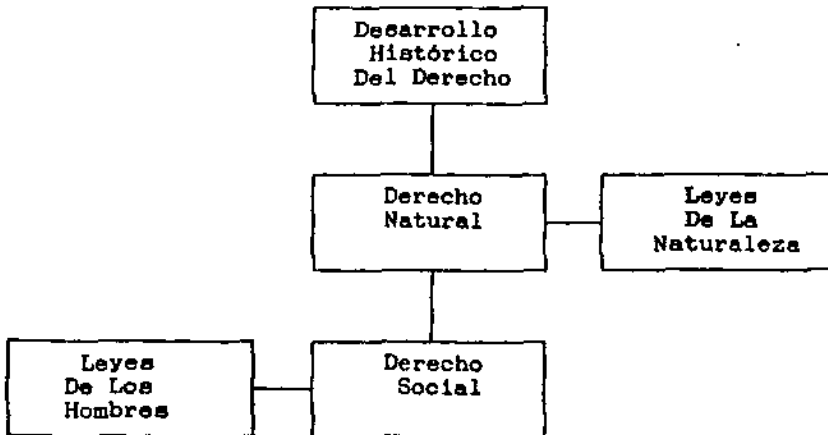 Desarrollo
Histórico
Del Derecho
Derecho
Natural
Leyes
De La
Naturaleza
Leyes
De Los
Hombres
Derecho
Social